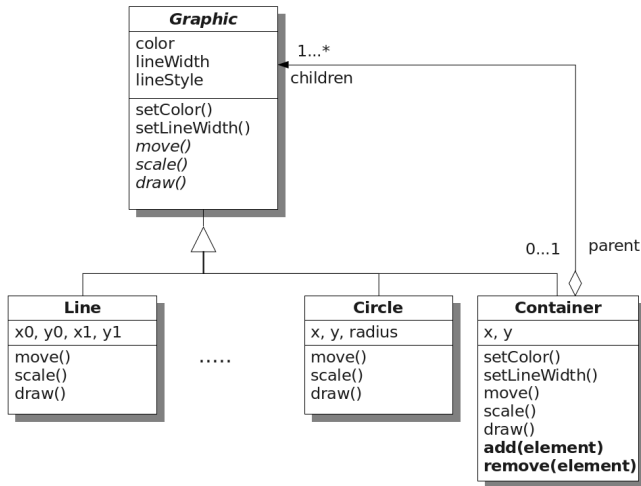 Graphic
color
lineWidth
lineStyle
setColor()
setLineWidth()
move()
scale()
draw()
1...*
children
0...1
parent
Line
x0, y0, x1, y1
move()
scale()
draw()
.....
Circle
x, y, radius
move()
scale()
draw()
Container
x, y
setColor()
setLineWidth()
move()
scale()
draw()
add(element)
remove(element)